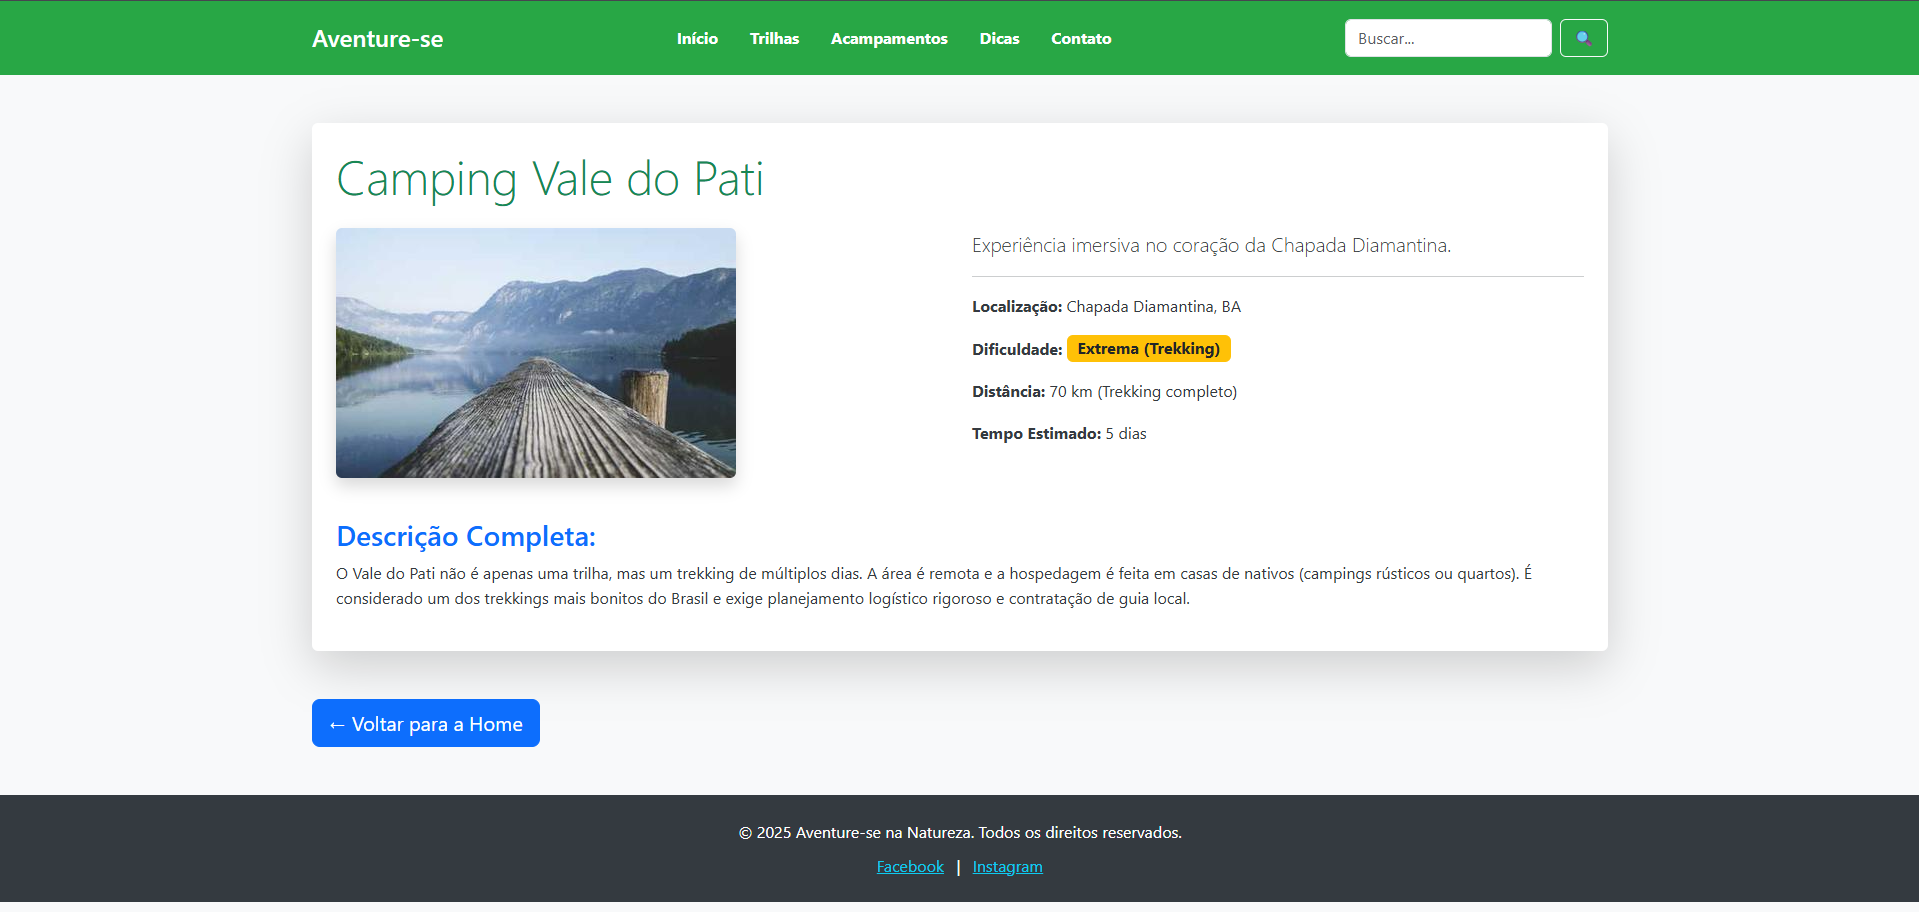 Aventure-se
Início Trilhas Acampamentos Dicas Contato
Buscar...
Camping Vale do Pati
Experiência imersiva no coração da Chapada Diamantina.
Localização: Chapada Diamantina, BA
Dificuldade: Extrema (Trekking)
Distância: 70 km (Trekking completo)
Tempo Estimado: 5 dias
Descrição Completa:
O Vale do Pati não é apenas uma trilha, mas um trekking de múltiplos dias. A área é remota e a hospedagem é feita em casas de nativos (campings rústicos ou quartos). É
considerado um dos trekkings mais bonitos do Brasil e exige planejamento logístico rigoroso e contratação de guia local.
← Voltar para a Home
© 2025 Aventure-se na Natureza. Todos os direitos reservados.
Facebook | Instagram